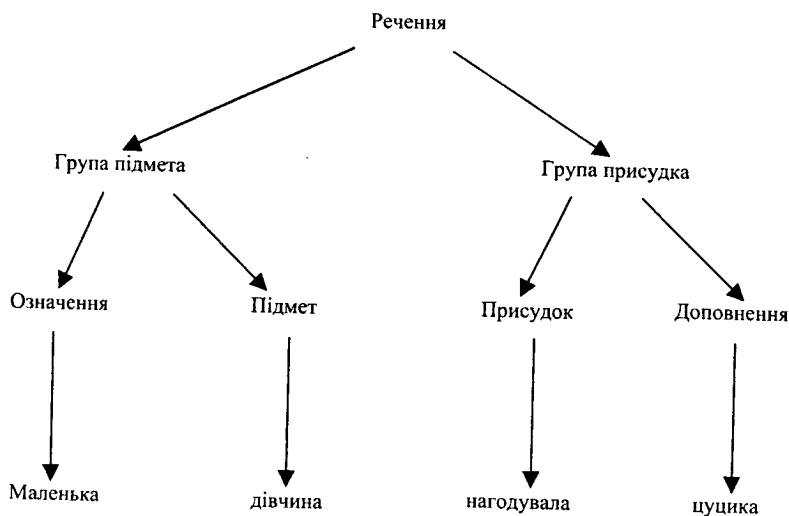 Речення
Група підмета
Група присудка
Означення
Підмет
Присудок
Доповнення
Маленька
дівчина
нагодувала
цуцика